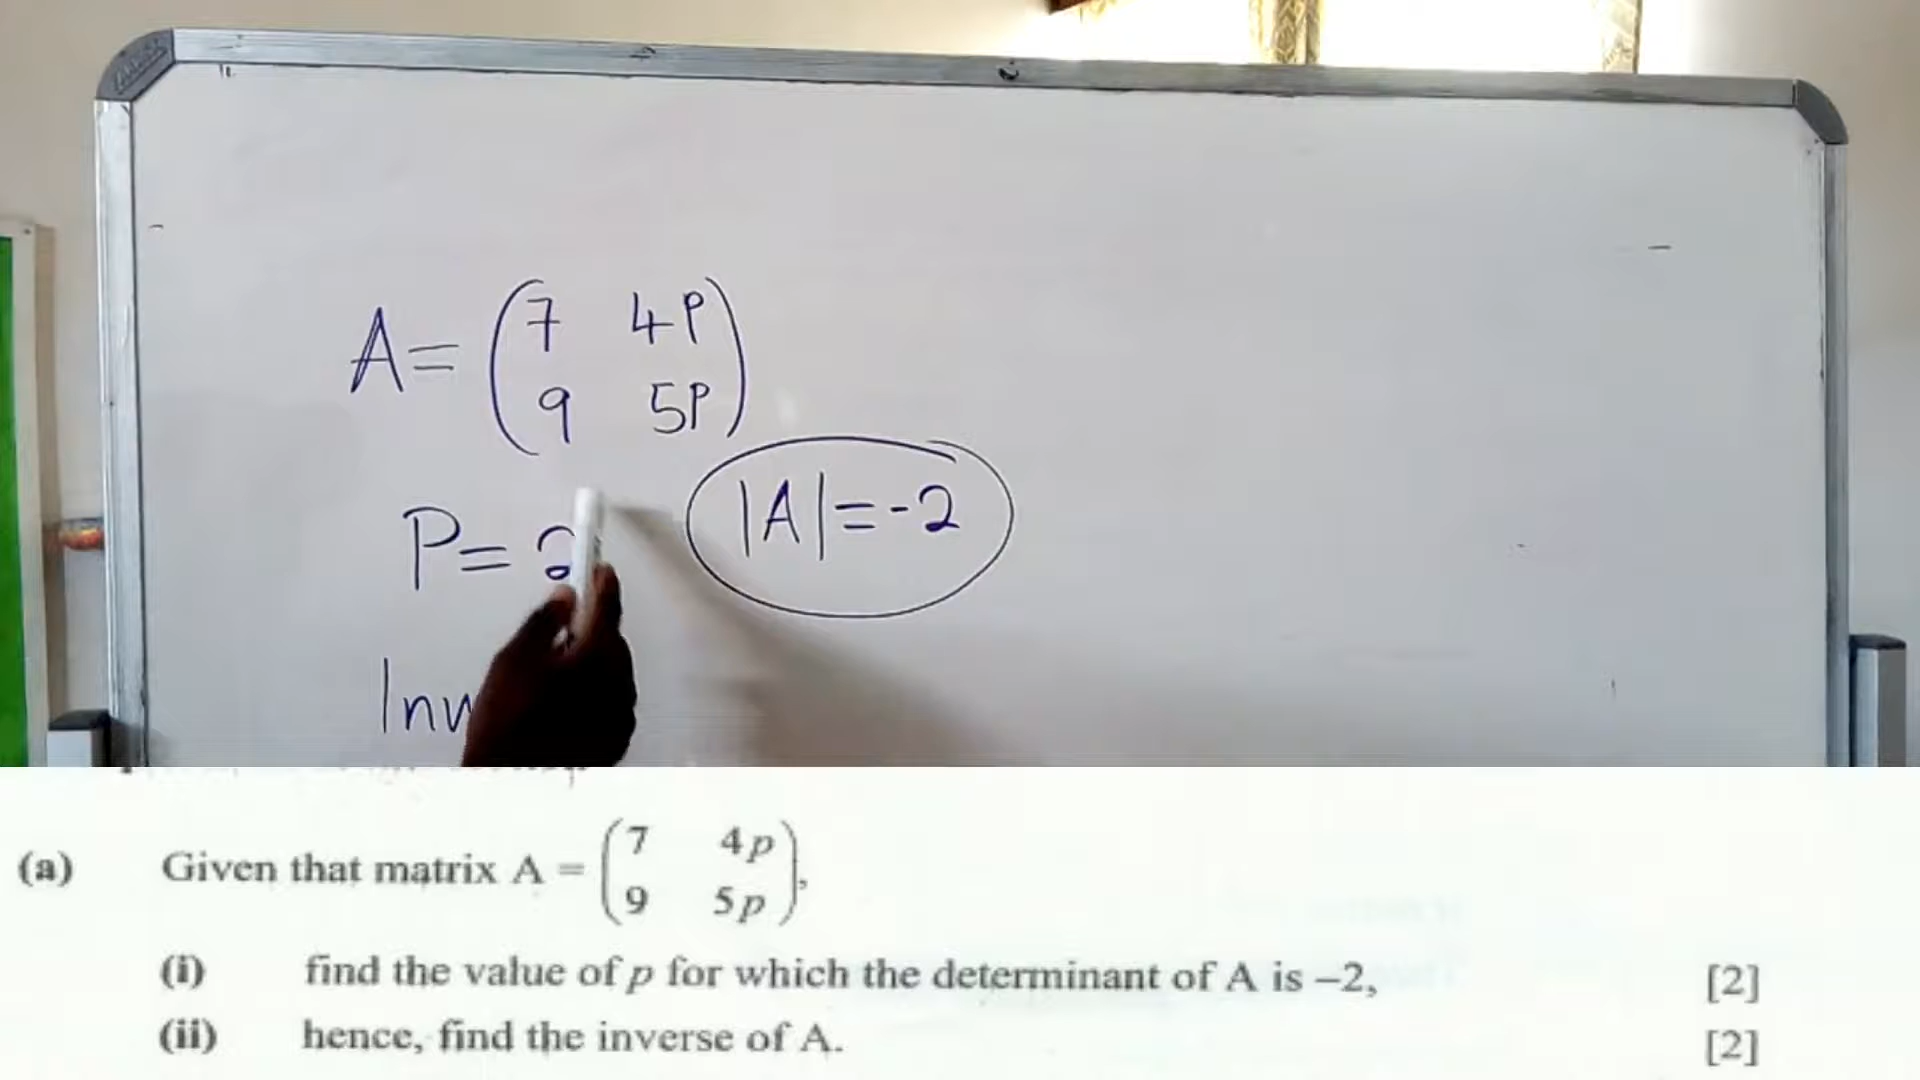 A = (7 4P
9 5P)
P = 2 |A| = -2
(a) Given that matrix A = (7 4p
9 5p),
(i) find the value of p for which the determinant of A is –2, [2]
(ii) hence, find the inverse of A. [2]